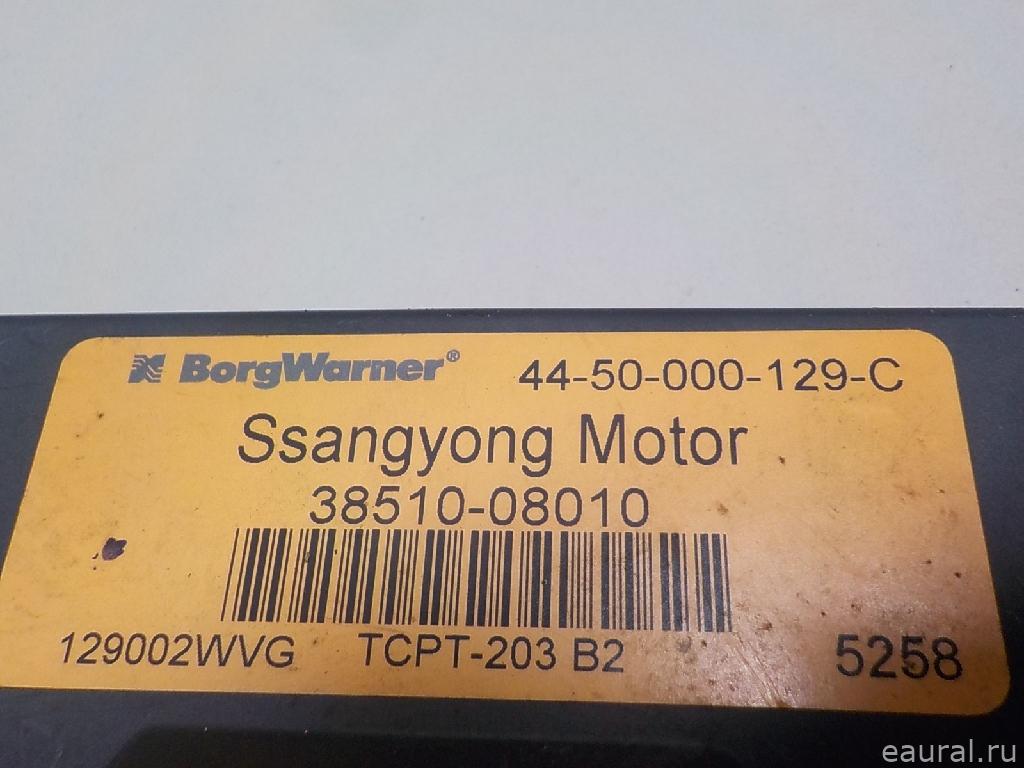 BorgWarner® 44-50-000-129-C
Ssangyong Motor
38510-08010
129002WVG TCPT-203 B2 5258
eaural.ru